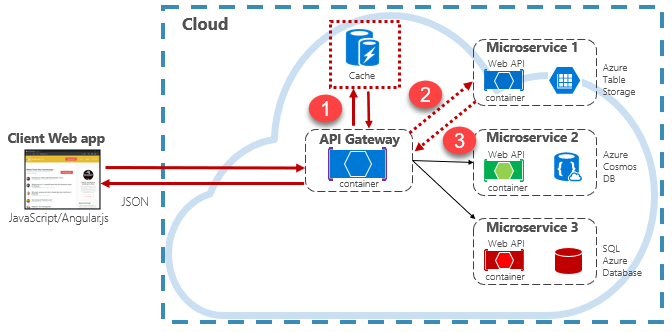 Cloud
Cache
1
2
3
Client Web app
JavaScript/Angular.js
JSON
API Gateway
container
Microservice 1
Web API
container
Azure
Table
Storage
Microservice 2
Web API
container
Azure
Cosmos
DB
Microservice 3
Web API
container
SQL
Azure
Database